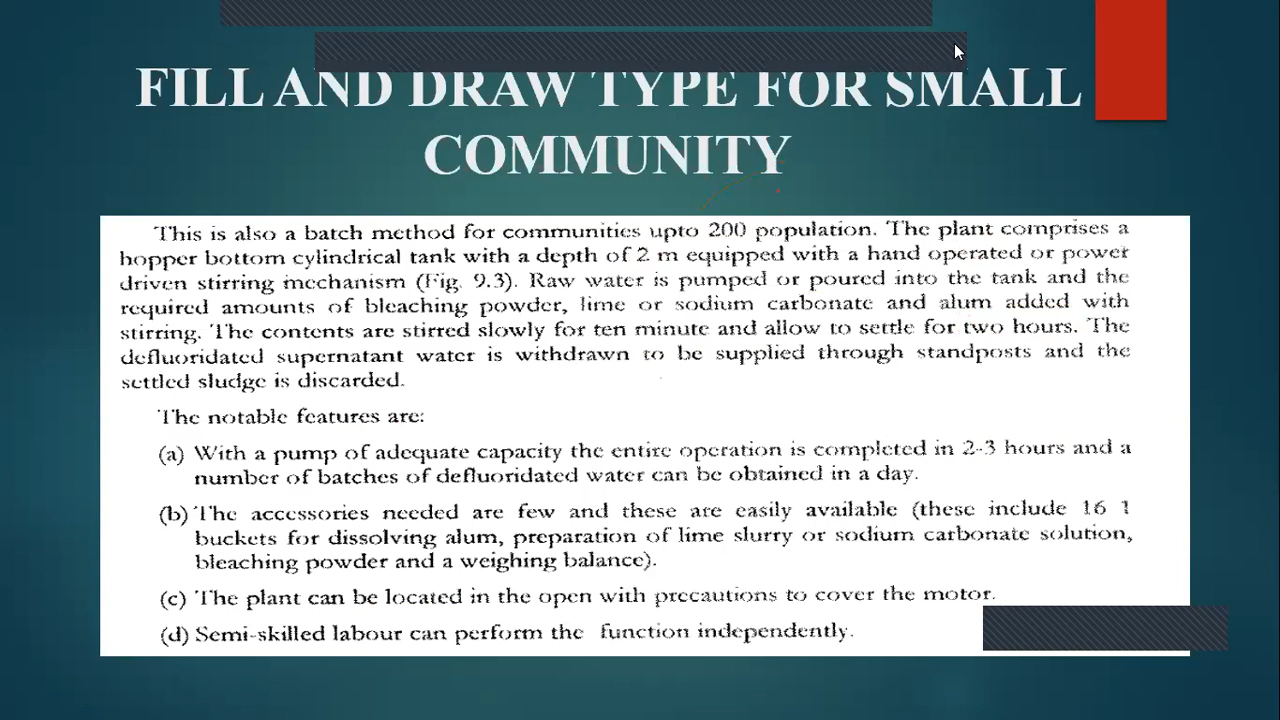 FILL AND DRAW TYPE FOR SMALL
COMMUNITY
This is also a batch method for communities upto 200 population. The plant comprises a
hopper bottom cylindrical tank with a depth of 2 m equipped with a hand operated or power
driven stirring mechanism (Fig. 9.3). Raw water is pumped or poured into the tank and the
required amounts of bleaching powder, lime or sodium carbonate and alum added with
stirring. The contents are stirred slowly for ten minute and allow to settle for two hours. The
defluoridated supernatant water is withdrawn to be supplied through standposts and the
settled sludge is discarded.
The notable features are:
(a) With a pump of adequate capacity the entire operation is completed in 2-3 hours and a
number of batches of defluoridated water can be obtained in a day.
(b) The accessories needed are few and these are easily available (these include 16 l
buckets for dissolving alum, preparation of lime slurry or sodium carbonate solution,
bleaching powder and a weighing balance).
(c) The plant can be located in the open with precautions to cover the motor.
(d) Semi-skilled labour can perform the function independently.